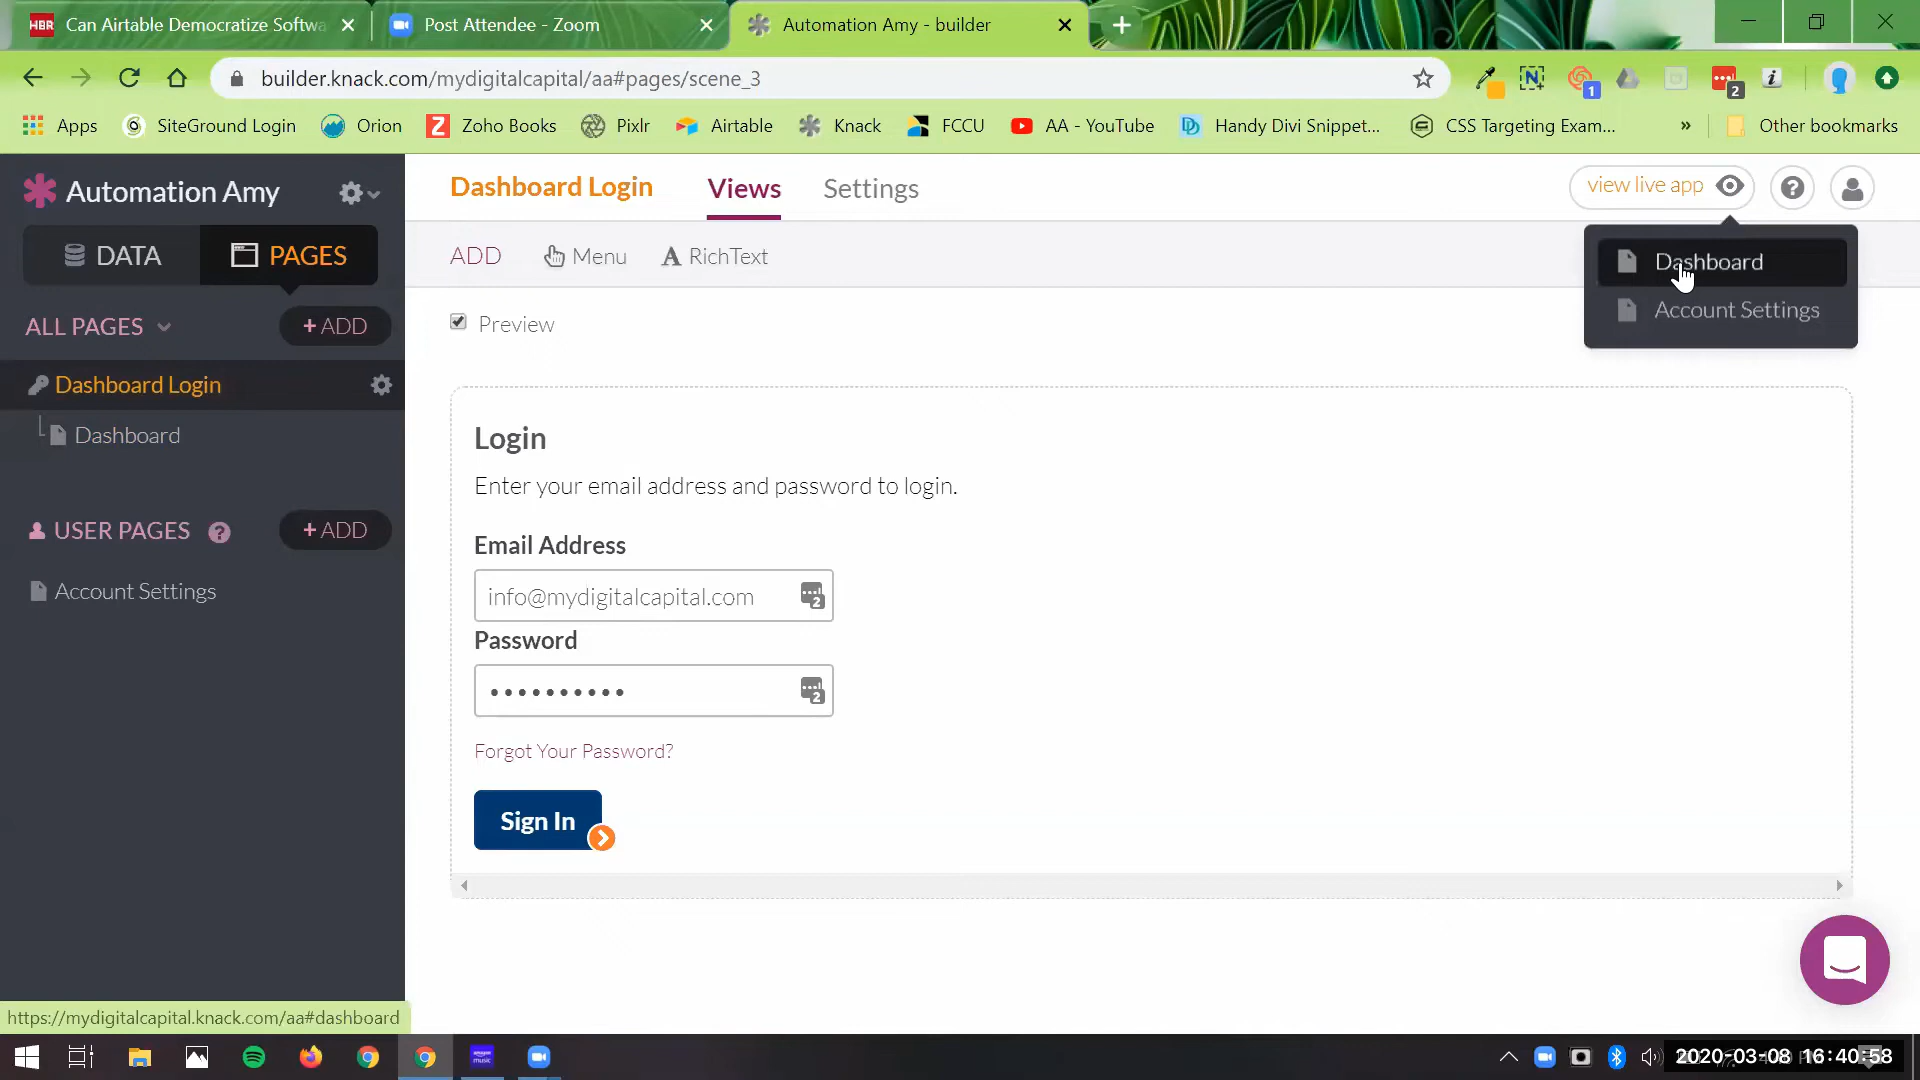 HBR Can Airtable Democratize Softwa
Post Attendee - Zoom
Automation Amy - builder
builder.knack.com/mydigitalcapital/aa#pages/scene_3
1
2
Apps
SiteGround Login
Orion
Zoho Books
Pixlr
Airtable
Knack
FCCU
AA - YouTube
Handy Divi Snippet...
CSS Targeting Exam...
»
Other bookmarks
Automation Amy
Dashboard Login
Views
Settings
view live app
DATA
PAGES
ADD
Menu
RichText
Dashboard
Account Settings
ALL PAGES
+ ADD
Preview
Dashboard Login
Dashboard
Login
Enter your email address and password to login.
USER PAGES ?
+ ADD
Email Address
Account Settings
info@mydigitalcapital.com
Password
••••••••••
Forgot Your Password?
Sign In
https://mydigitalcapital.knack.com/aa#dashboard
2020-03-08 16:40:58